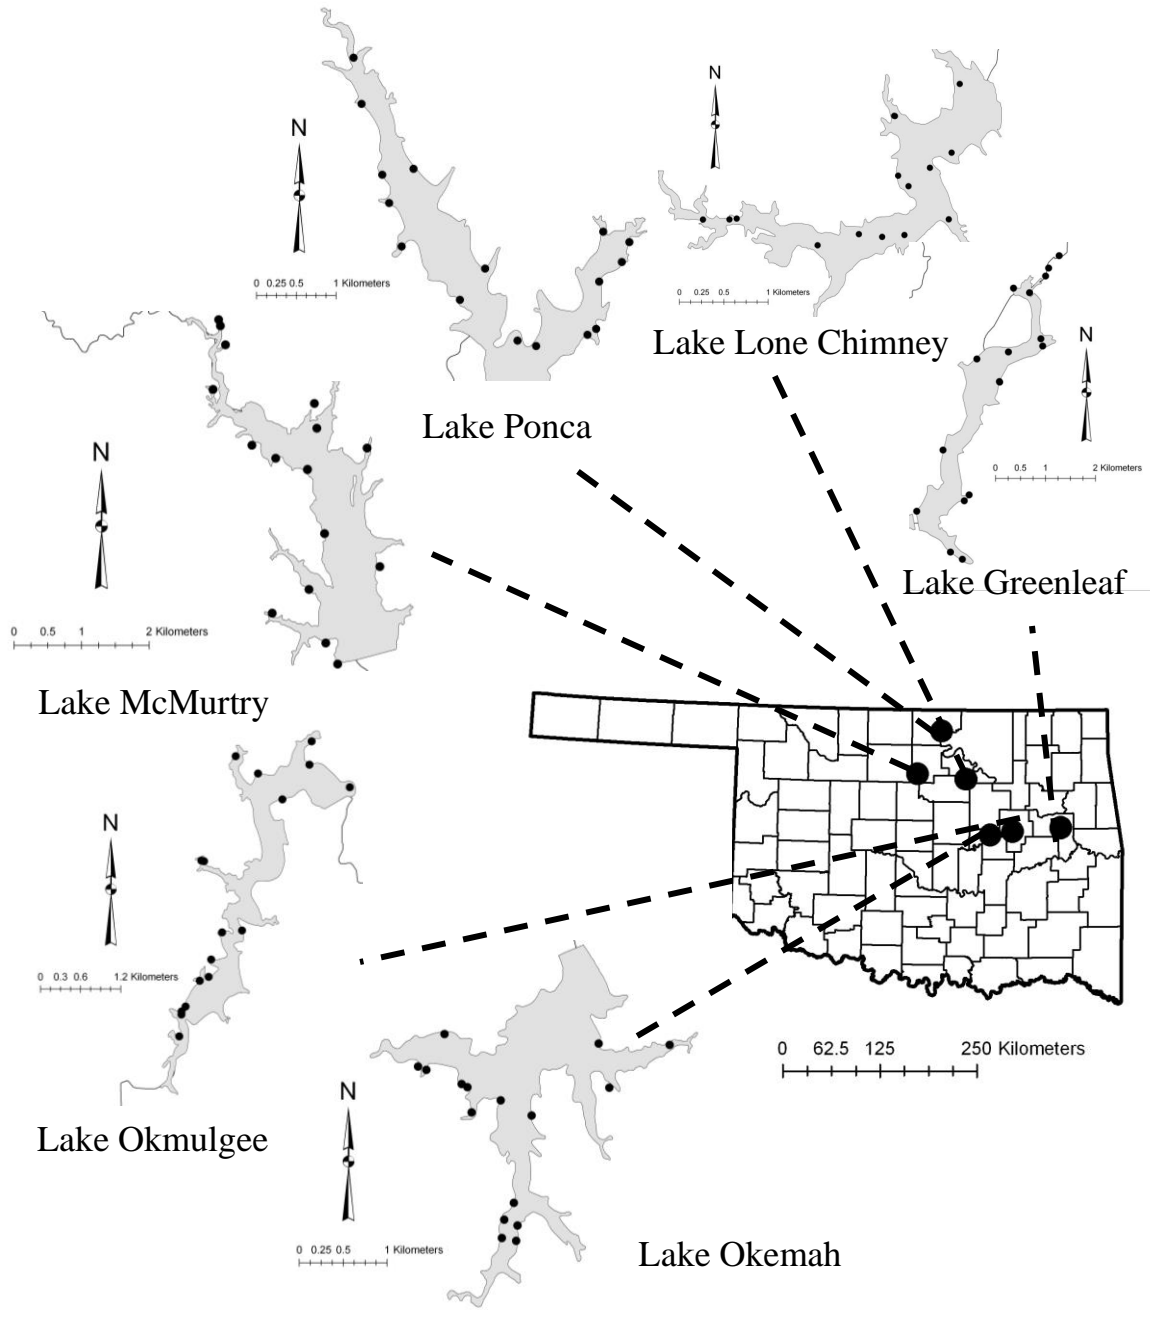 N
0 0.25 0.5 1 Kilometers
Lake Ponca
N
0 0.25 0.5 1 Kilometers
Lake Lone Chimney
N
0 0.5 1 2 Kilometers
Lake Greenleaf
N
0 0.5 1 2 Kilometers
Lake McMurtry
N
0 0.3 0.6 1.2 Kilometers
Lake Okmulgee
N
0 0.25 0.5 1 Kilometers
Lake Okemah
0 62.5 125 250 Kilometers